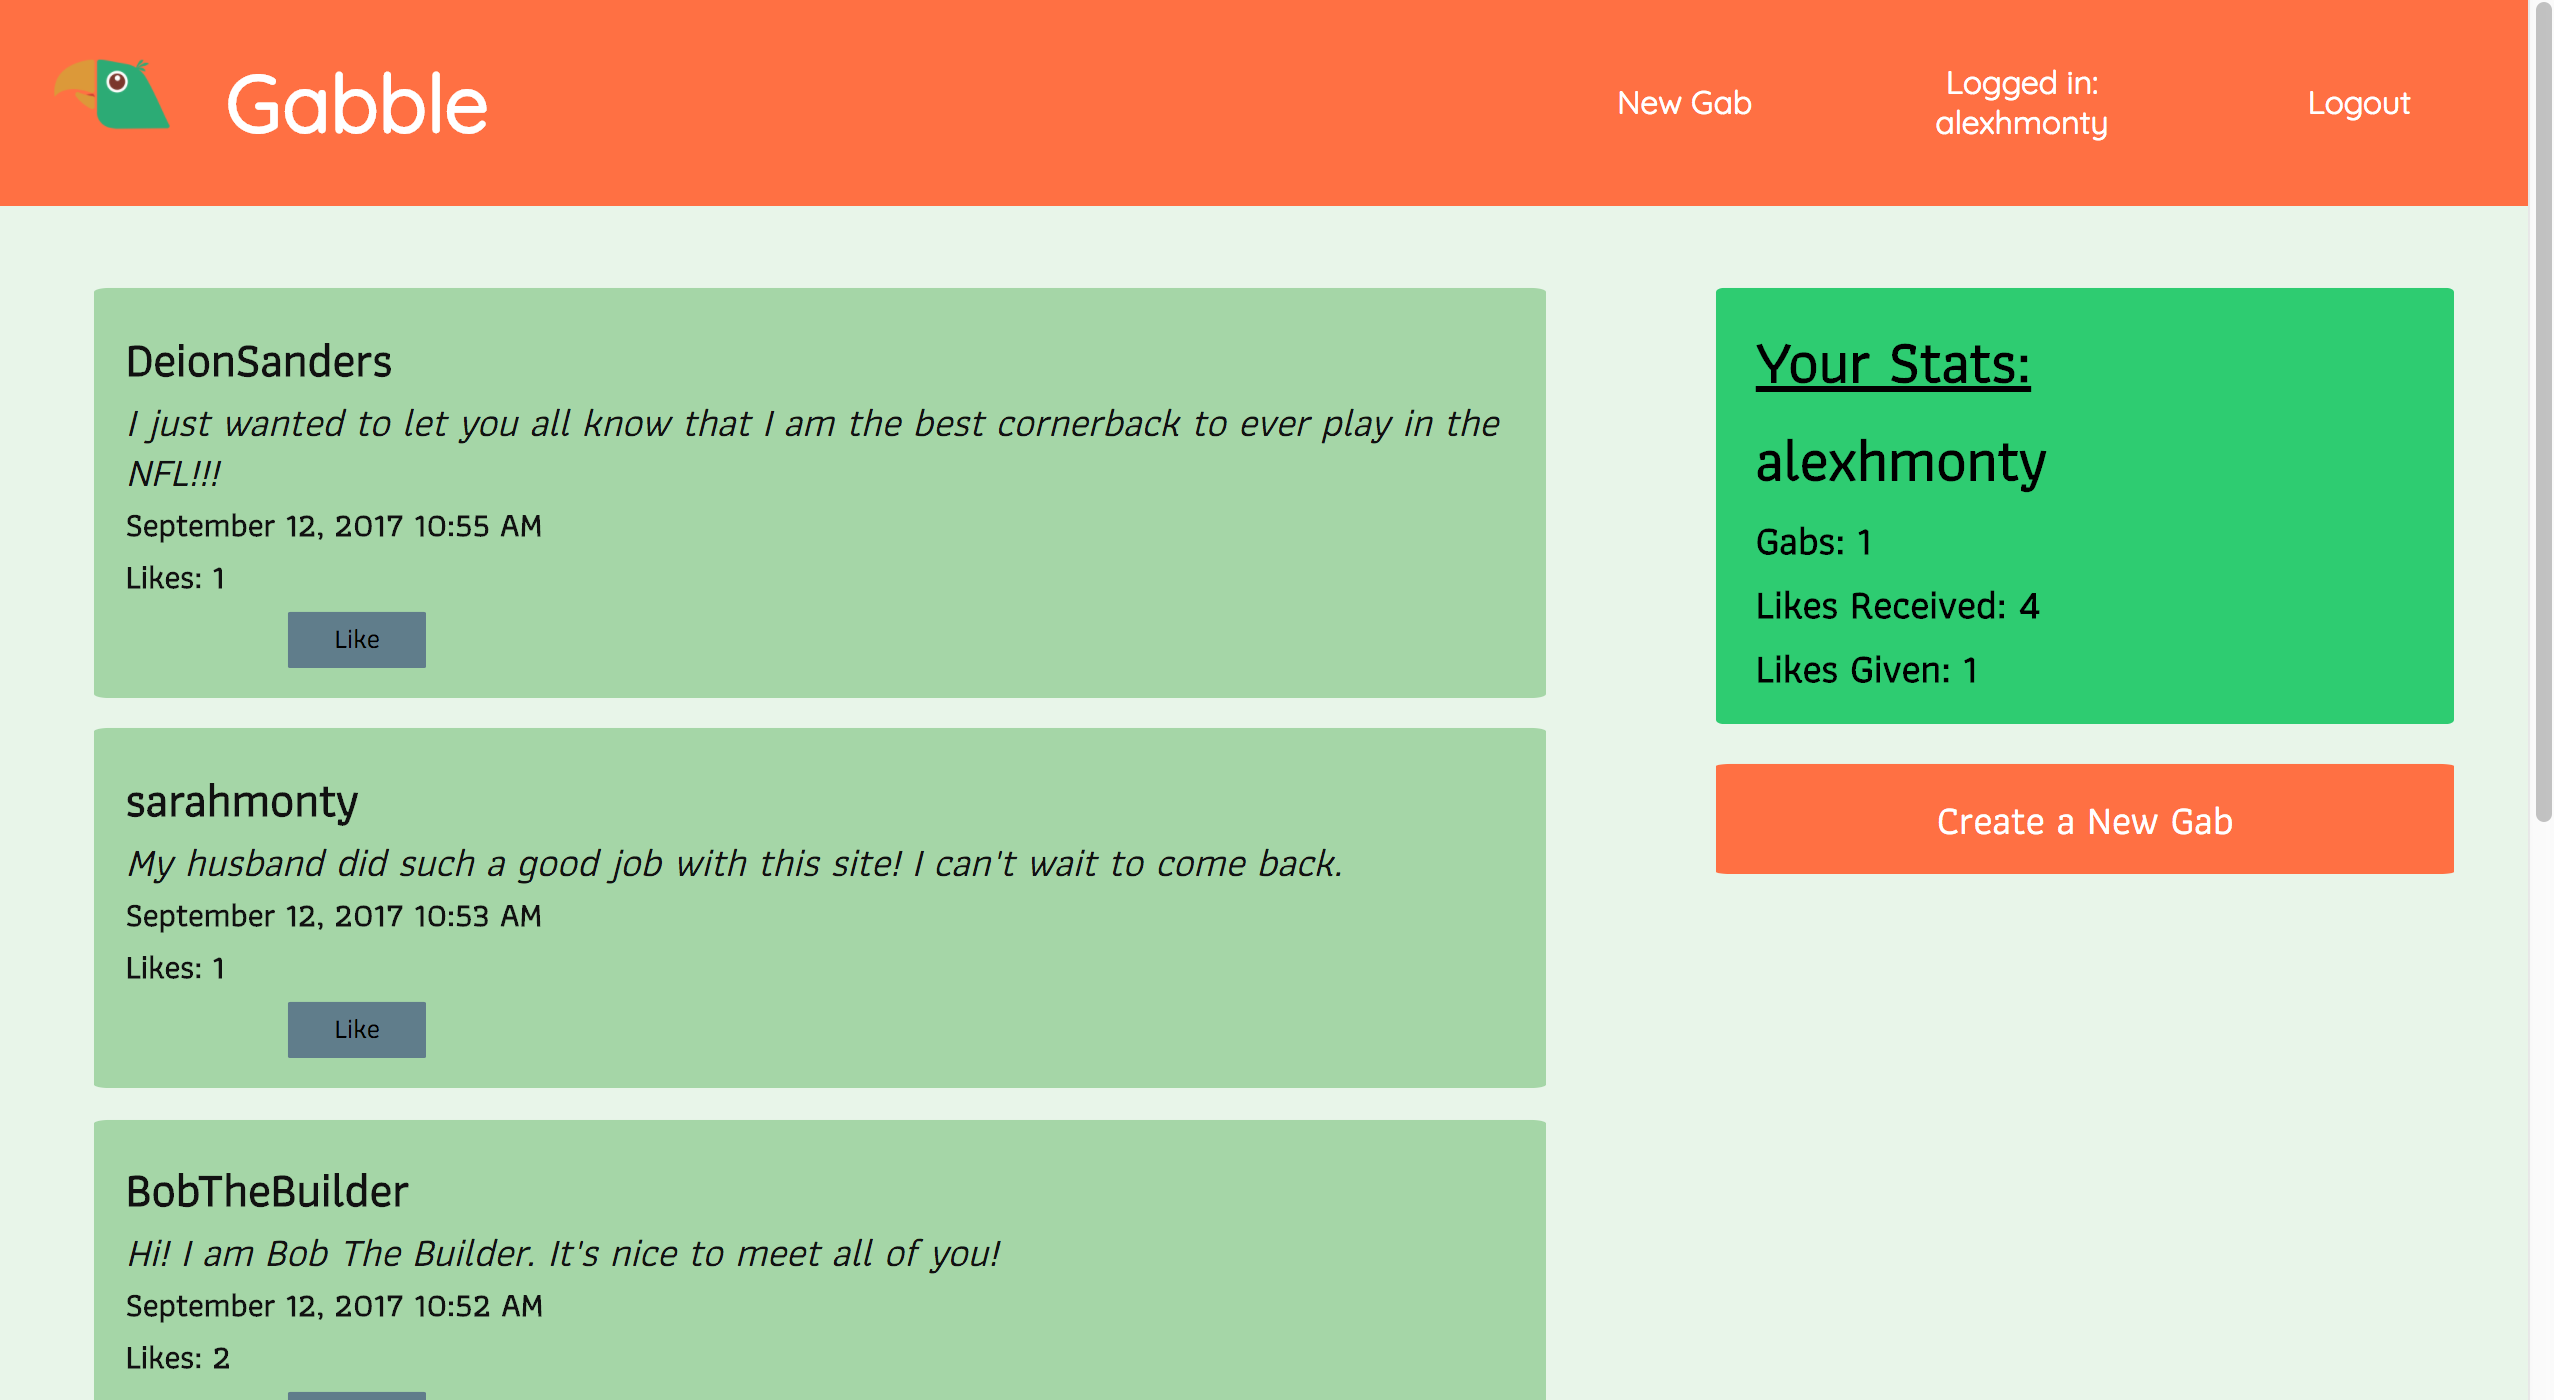 Gabble
New Gab
Logged in:
alexhmonty
Logout
DeionSanders
I just wanted to let you all know that I am the best cornerback to ever play in the
NFL!!!
September 12, 2017 10:55 AM
Likes: 1
Like
sarahmonty
My husband did such a good job with this site! I can't wait to come back.
September 12, 2017 10:53 AM
Likes: 1
Like
BobTheBuilder
Hi! I am Bob The Builder. It's nice to meet all of you!
September 12, 2017 10:52 AM
Likes: 2
Your Stats:
alexhmonty
Gabs: 1
Likes Received: 4
Likes Given: 1
Create a New Gab